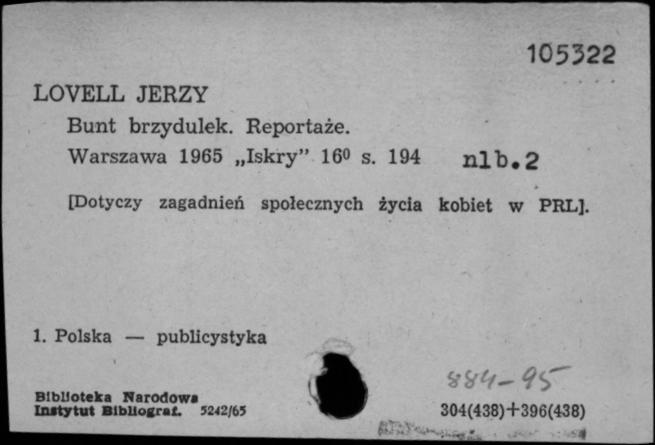 105322
LOVELL JERZY
Bunt brzydulek. Reportaże.
Warszawa 1965 „Iskry” 16⁰ s. 194 nlb.2
[Dotyczy zagadnień społecznych życia kobiet w PRL].
1. Polska — publicystyka
884-95
Biblioteka Narodowa
Instytut Bibliograf. 5242/65
304(438)+396(438)